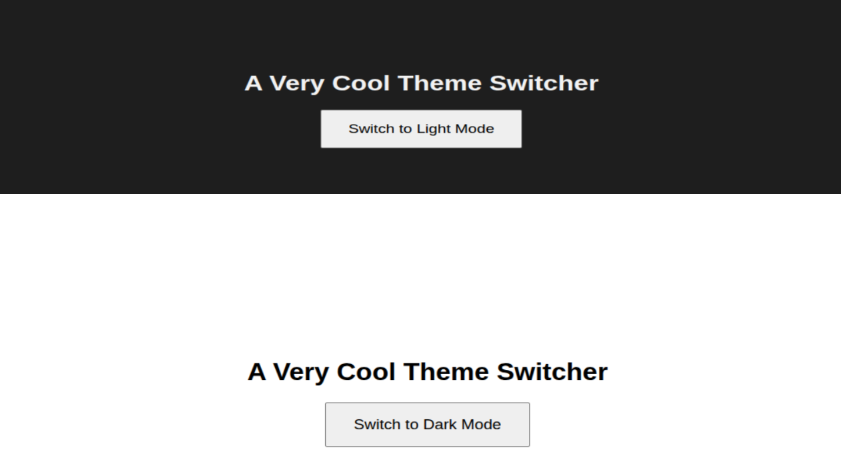 A Very Cool Theme Switcher
Switch to Light Mode
A Very Cool Theme Switcher
Switch to Dark Mode